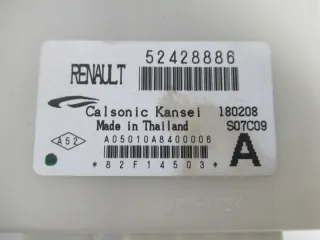 RENAULT 52428886
Calsonic Kansei 180208
Made in Thailand S07C09
A52 A05010A8400006 A
*82F14503*